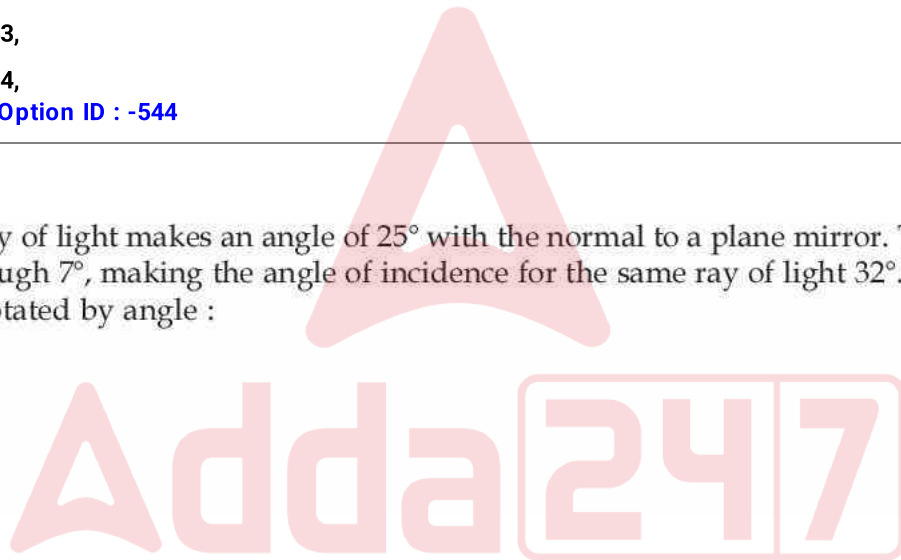 3,
4,
Option ID : -544
y of light makes an angle of 25° with the normal to a plane mirror.
ugh 7°, making the angle of incidence for the same ray of light 32°.
tated by angle :
Adda247